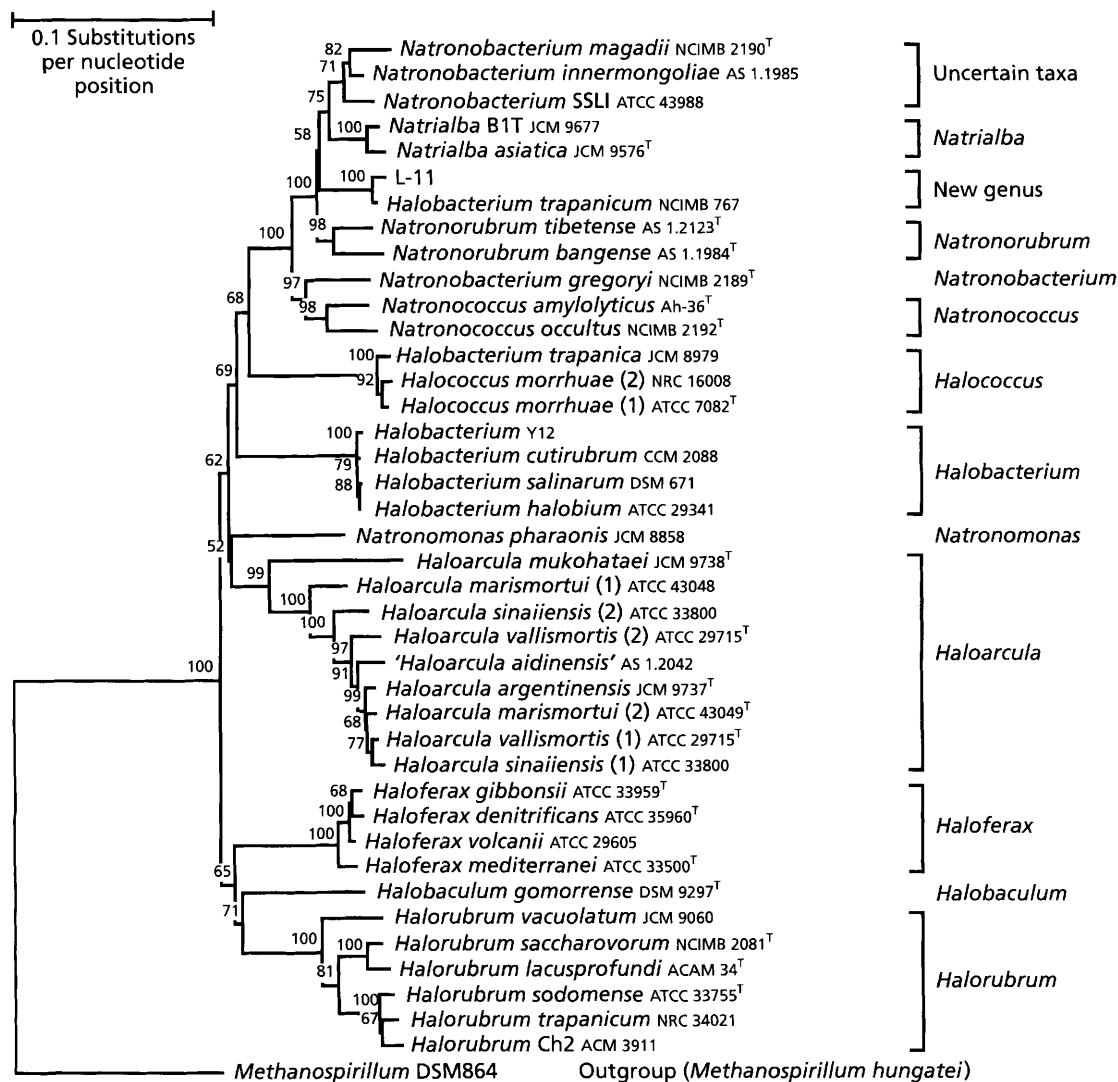 0.1 Substitutions
per nucleotide
position
82
Natronobacterium magadii NCIMB 2190T
71
Natronobacterium innermongoliae AS 1.1985
Uncertain taxa
75
Natronobacterium SSLI ATCC 43988
58
100
Natrialba B1T JCM 9677
Natrialba
Natrialba asiatica JCM 9576T
100
100
L-11
New genus
Halobacterium trapanicum NCIMB 767
98
Natronorubrum tibetense AS 1.2123T
Natronorubrum
100
Natronorubrum bangense AS 1.1984T
97
Natronobacterium gregoryi NCIMB 2189T
Natronobacterium
68
98
Natronococcus amylolyticus Ah-36T
Natronococcus
Natronococcus occultus NCIMB 2192T
100
Halobacterium trapanica JCM 8979
69
92
Halococcus morrhuae (2) NRC 16008
Halococcus
Halococcus morrhuae (1) ATCC 7082T
100
Halobacterium Y12
62
79
Halobacterium cutirubrum CCM 2088
Halobacterium
88
Halobacterium salinarum DSM 671
Halobacterium halobium ATCC 29341
52
Natronomonas pharaonis JCM 8858
Natronomonas
99
Haloarcula mukohataei JCM 9738T
100
Haloarcula marismortui (1) ATCC 43048
100
Haloarcula sinaiiensis (2) ATCC 33800
97
Haloarcula vallismortis (2) ATCC 29715T
Haloarcula
100
91
'Haloarcula aidinensis' AS 1.2042
99
Haloarcula argentinensis JCM 9737T
68
Haloarcula marismortui (2) ATCC 43049T
77
Haloarcula vallismortis (1) ATCC 29715T
Haloarcula sinaiiensis (1) ATCC 33800
68
Haloferax gibbonsii ATCC 33959T
100
Haloferax denitrificans ATCC 35960T
Haloferax
100
Haloferax volcanii ATCC 29605
65
Haloferax mediterranei ATCC 33500T
71
Halobaculum gomorrense DSM 9297T
Halobaculum
100
Halorubrum vacuolatum JCM 9060
100
Halorubrum saccharovorum NCIMB 2081T
81
Halorubrum lacusprofundi ACAM 34T
Halorubrum
100
Halorubrum sodomense ATCC 33755T
67
Halorubrum trapanicum NRC 34021
Halorubrum Ch2 ACM 3911
Methanospirillum DSM864
Outgroup (Methanospirillum hungatei)